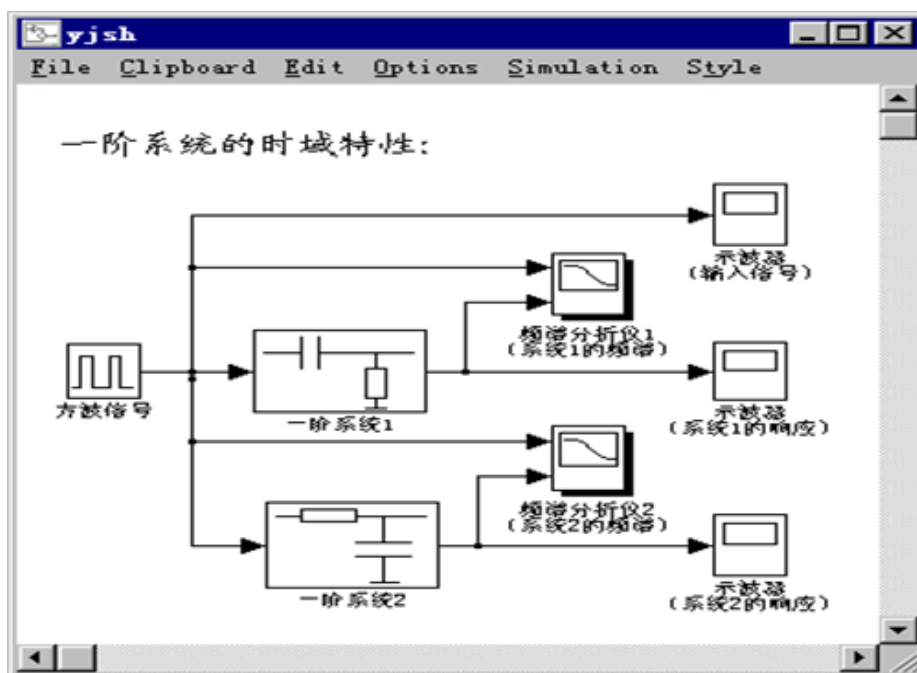 yjsh
File Clipboard Edit Options Simulation Style
一阶系统的时域特性:
示波器
(输入信号)
频谱分析仪1
(系统1的频谱)
方波信号
一阶系统1
示波器
(系统1的响应)
频谱分析仪2
(系统2的频谱)
一阶系统2
示波器
(系统2的响应)